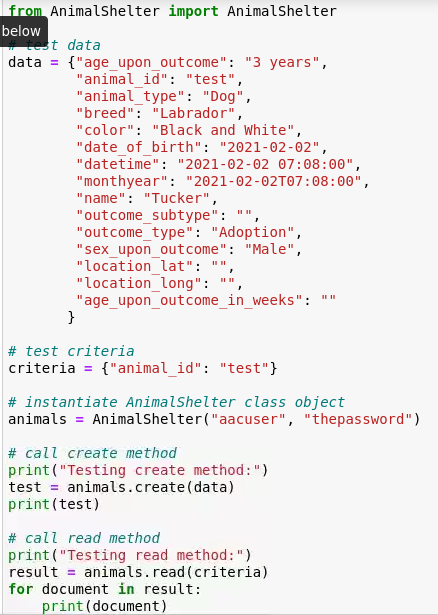 from AnimalShelter import AnimalShelter
below
# test data
data = {"age_upon_outcome": "3 years",
        "animal_id": "test",
        "animal_type": "Dog",
        "breed": "Labrador",
        "color": "Black and White",
        "date_of_birth": "2021-02-02",
        "datetime": "2021-02-02 07:08:00",
        "monthyear": "2021-02-02T07:08:00",
        "name": "Tucker",
        "outcome_subtype": "",
        "outcome_type": "Adoption",
        "sex_upon_outcome": "Male",
        "location_lat": "",
        "location_long": "",
        "age_upon_outcome_in_weeks": ""
       }
# test criteria
criteria = {"animal_id": "test"}
# instantiate AnimalShelter class object
animals = AnimalShelter("aacuser", "thepassword")
# call create method
print("Testing create method:")
test = animals.create(data)
print(test)
# call read method
print("Testing read method:")
result = animals.read(criteria)
for document in result:
    print(document)